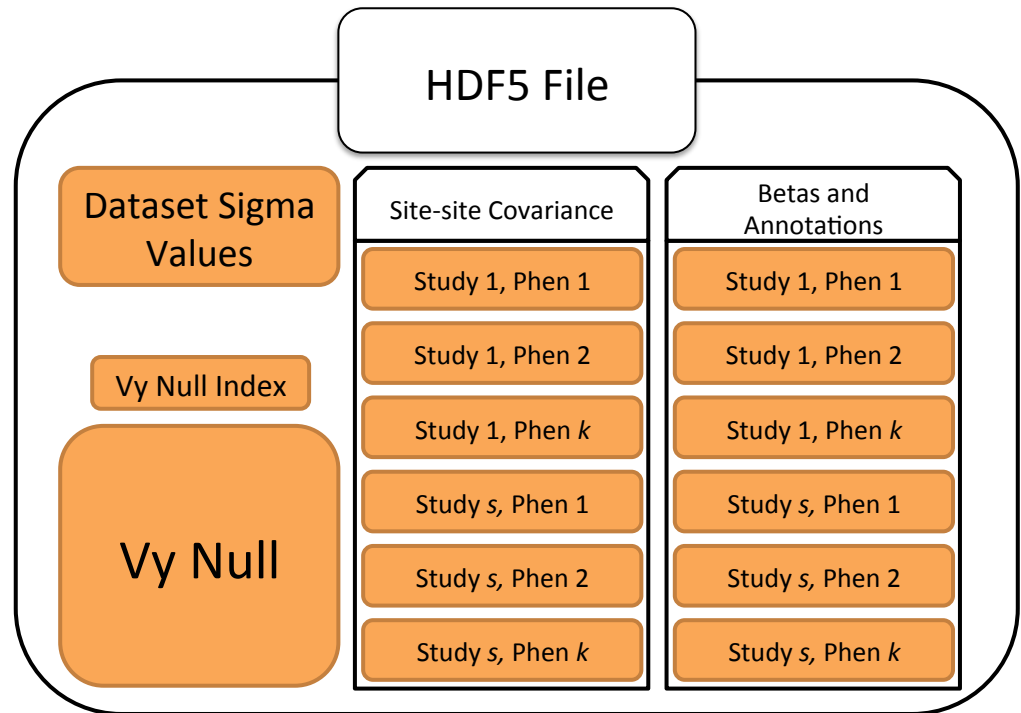 HDF5 File
Dataset Sigma
Values
Vy Null Index
Vy Null
Site-site Covariance
Study 1, Phen 1
Study 1, Phen 2
Study 1, Phen k
Study s, Phen 1
Study s, Phen 2
Study s, Phen k
Betas and
Annotations
Study 1, Phen 1
Study 1, Phen 2
Study 1, Phen k
Study s, Phen 1
Study s, Phen 2
Study s, Phen k